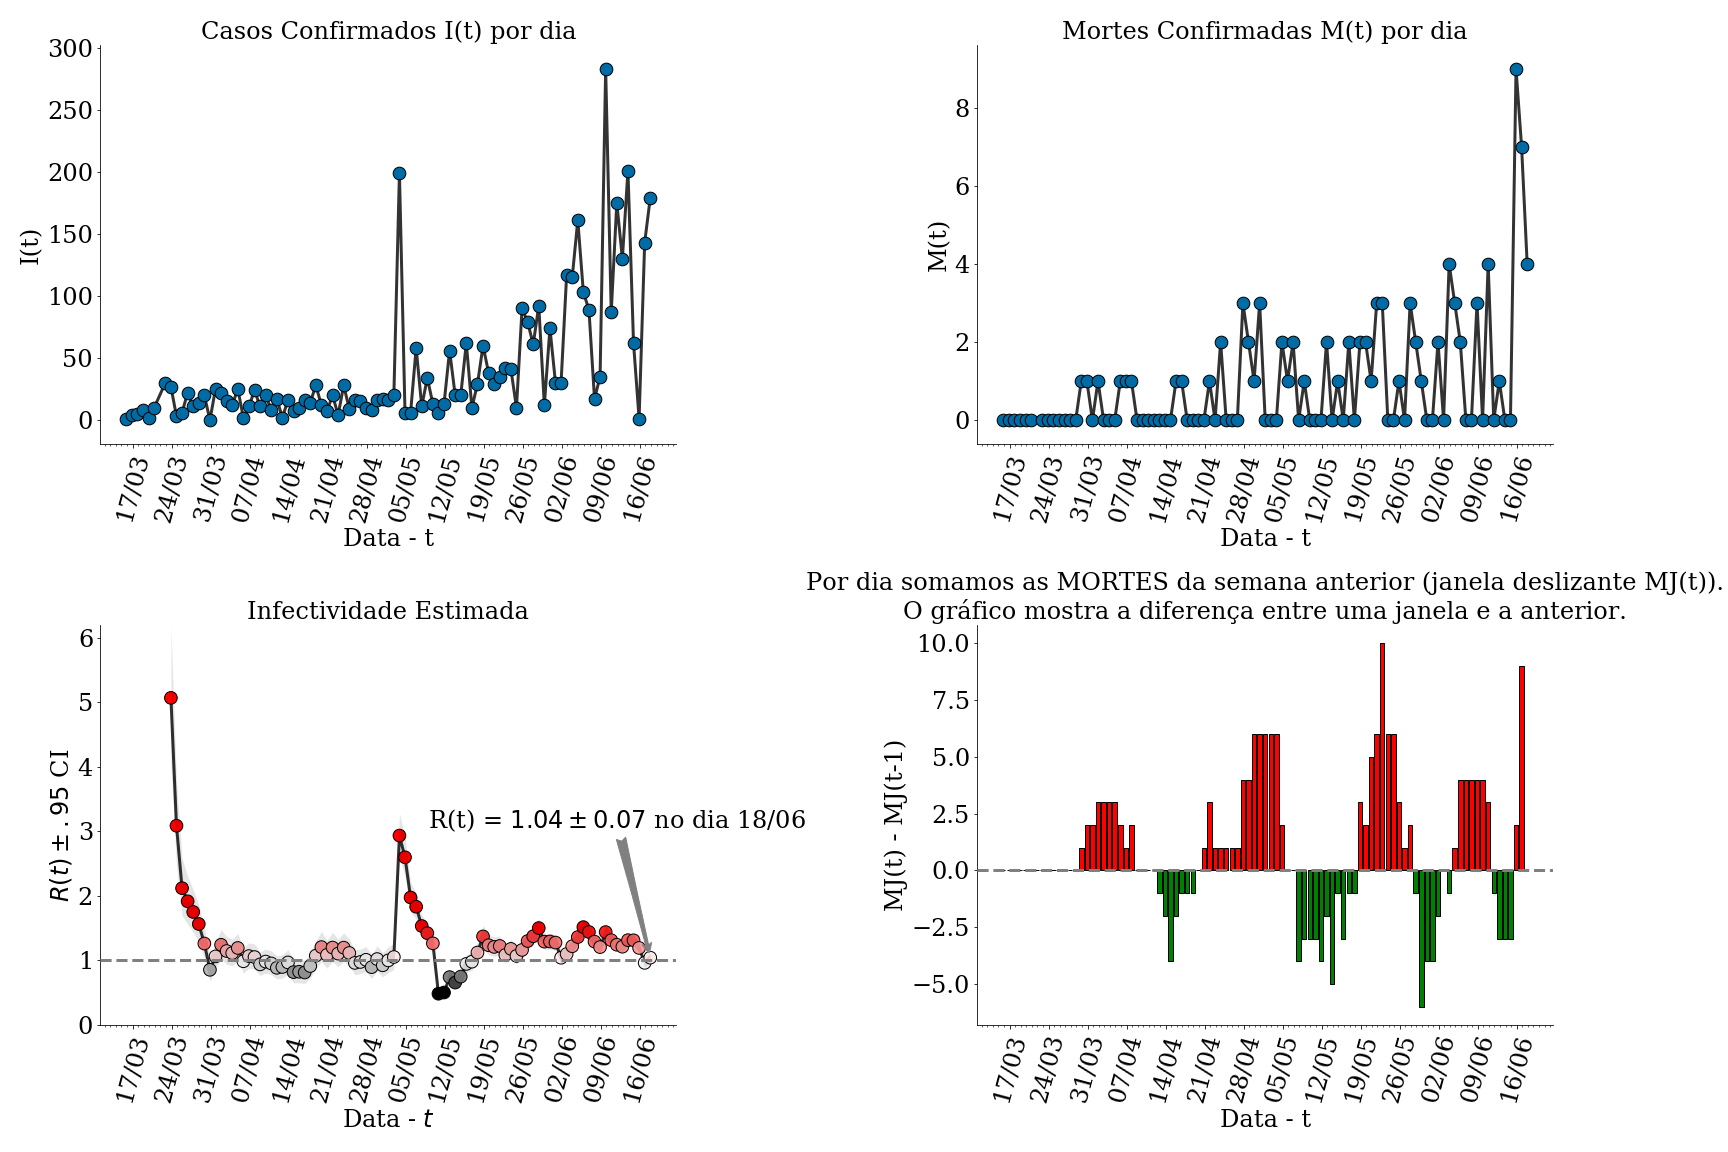 Casos Confirmados I(t) por dia
I(t)
300
250
200
150
100
50
0
17/03 24/03 31/03 07/04 14/04 21/04 28/04 05/05 12/05 19/05 26/05 02/06 09/06 16/06
Data - t
Mortes Confirmadas M(t) por dia
M(t)
8
6
4
2
0
17/03 24/03 31/03 07/04 14/04 21/04 28/04 05/05 12/05 19/05 26/05 02/06 09/06 16/06
Data - t
Infectividade Estimada
R(t) ± .95 CI
6
5
4
3
2
1
0
R(t) = 1.04 ± 0.07 no dia 18/06
17/03 24/03 31/03 07/04 14/04 21/04 28/04 05/05 12/05 19/05 26/05 02/06 09/06 16/06
Data - t
Por dia somamos as MORTES da semana anterior (janela deslizante MJ(t)).
O gráfico mostra a diferença entre uma janela e a anterior.
MJ(t) - MJ(t-1)
10.0
7.5
5.0
2.5
0.0
−2.5
−5.0
17/03 24/03 31/03 07/04 14/04 21/04 28/04 05/05 12/05 19/05 26/05 02/06 09/06 16/06
Data - t